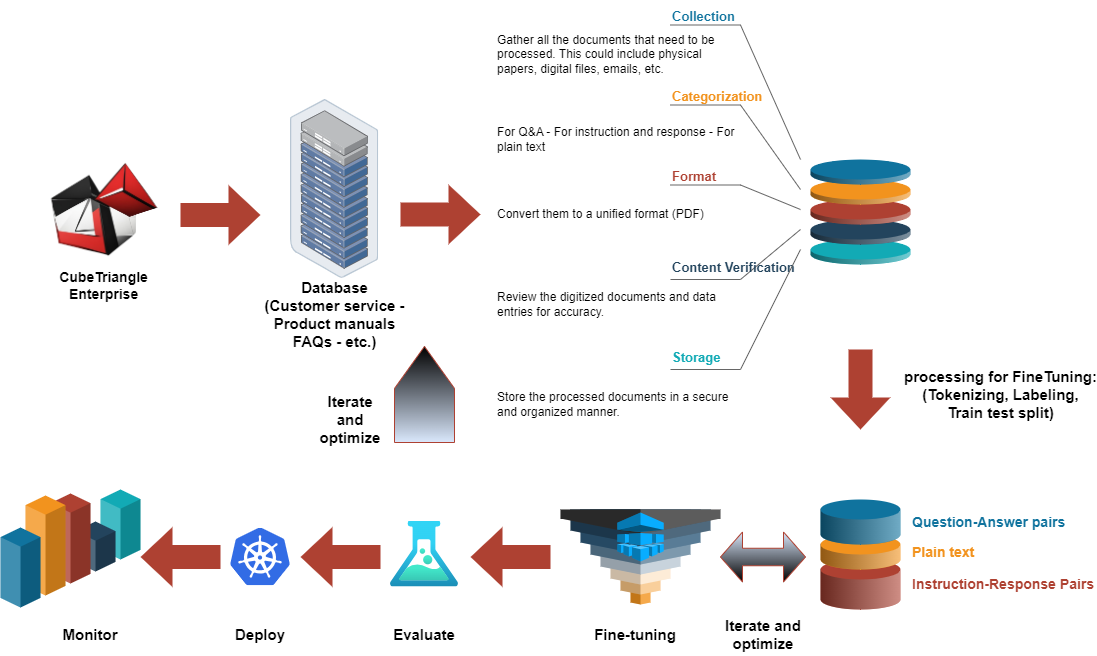 Collection
Gather all the documents that need to be
processed. This could include physical
papers, digital files, emails, etc.
Categorization
For Q&A - For instruction and response - For
plain text
Format
Convert them to a unified format (PDF)
Content Verification
Review the digitized documents and data
entries for accuracy.
Storage
Store the processed documents in a secure
and organized manner.
CubeTriangle
Enterprise
Database
(Customer service -
Product manuals
FAQs - etc.)
Iterate
and
optimize
processing for FineTuning:
(Tokenizing, Labeling,
Train test split)
Question-Answer pairs
Plain text
Instruction-Response Pairs
Monitor
Deploy
Evaluate
Fine-tuning
Iterate and
optimize